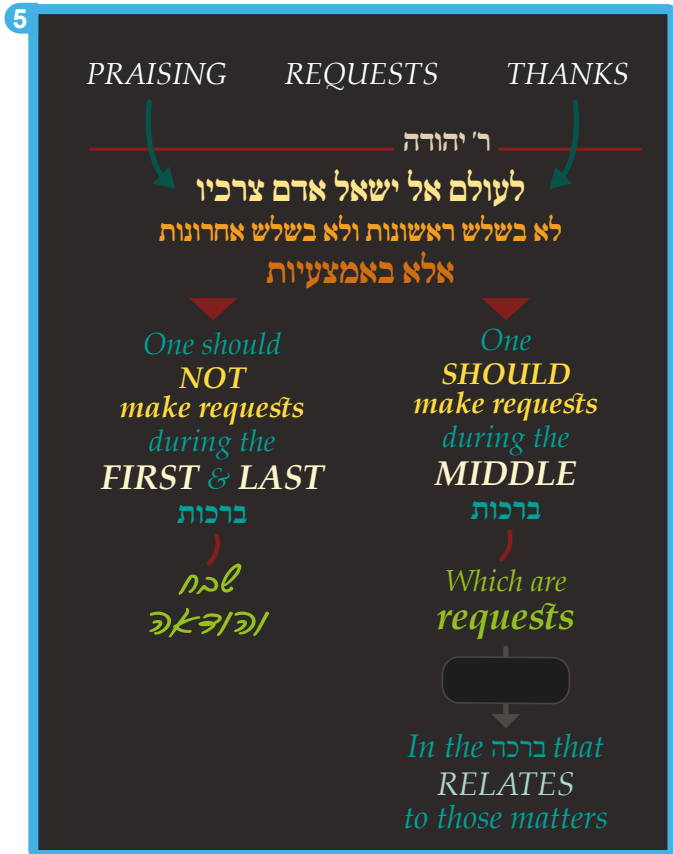 5
PRAISING REQUESTS THANKS
ר' יהודה
לעולם אל ישאל אדם צרכיו
לא בשלש ראשונות ולא בשלש אחרונות
אלא באמצעיות
One should
NOT
make requests
during the
FIRST & LAST
ברכות
שבח
והודאה
One
SHOULD
make requests
during the
MIDDLE
ברכות
Which are
requests
In the ברכה that
RELATES
to those matters